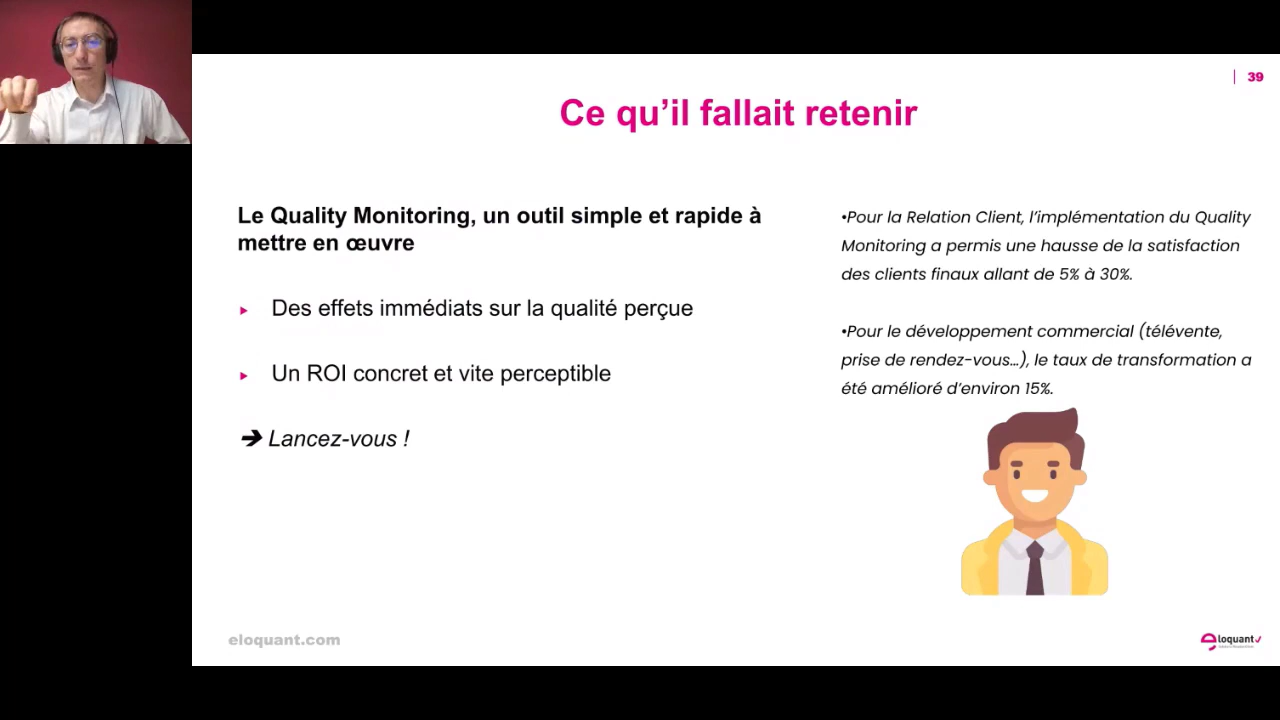 39
Ce qu’il fallait retenir
Le Quality Monitoring, un outil simple et rapide à
mettre en œuvre
▸ Des effets immédiats sur la qualité perçue
▸ Un ROI concret et vite perceptible
➔ Lancez-vous !
•Pour la Relation Client, l’implémentation du Quality
Monitoring a permis une hausse de la satisfaction
des clients finaux allant de 5% à 30%.
•Pour le développement commercial (télévente,
prise de rendez-vous…), le taux de transformation a
été amélioré d’environ 15%.
eloquant.com
eloquant